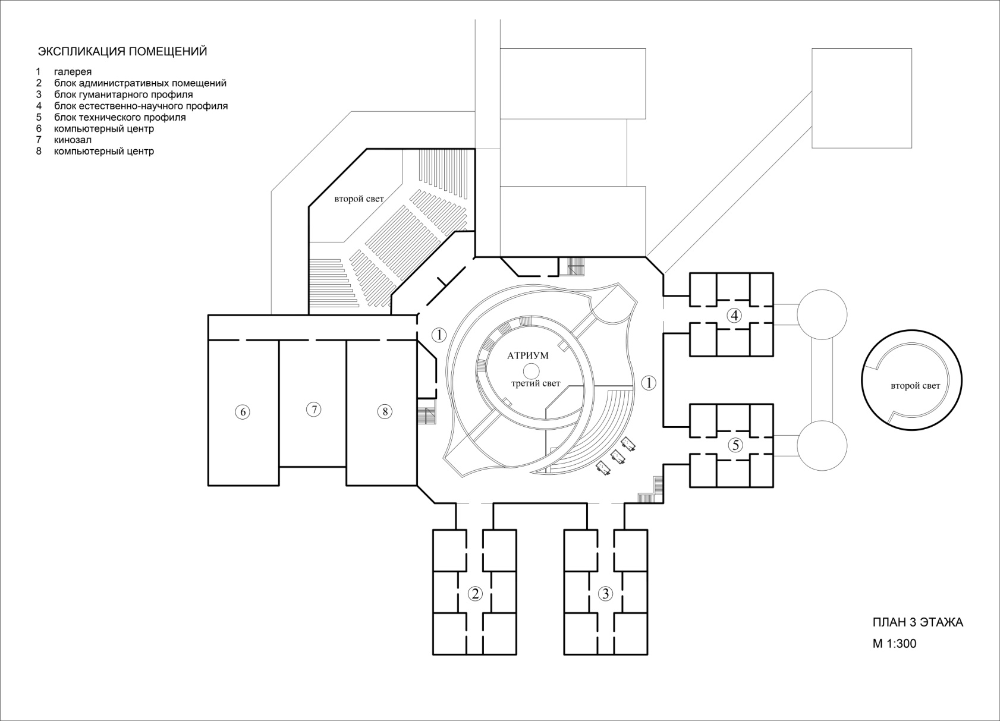 ЭКСПЛИКАЦИЯ ПОМЕЩЕНИЙ
1 галерея
2 блок административных помещений
3 блок гуманитарного профиля
4 блок естественно-научного профиля
5 блок технического профиля
6 компьютерный центр
7 кинозал
8 компьютерный центр
второй свет
4
1
АТРИУМ
третий свет
1
второй свет
6
7
8
5
2
3
ПЛАН 3 ЭТАЖА
М 1:300